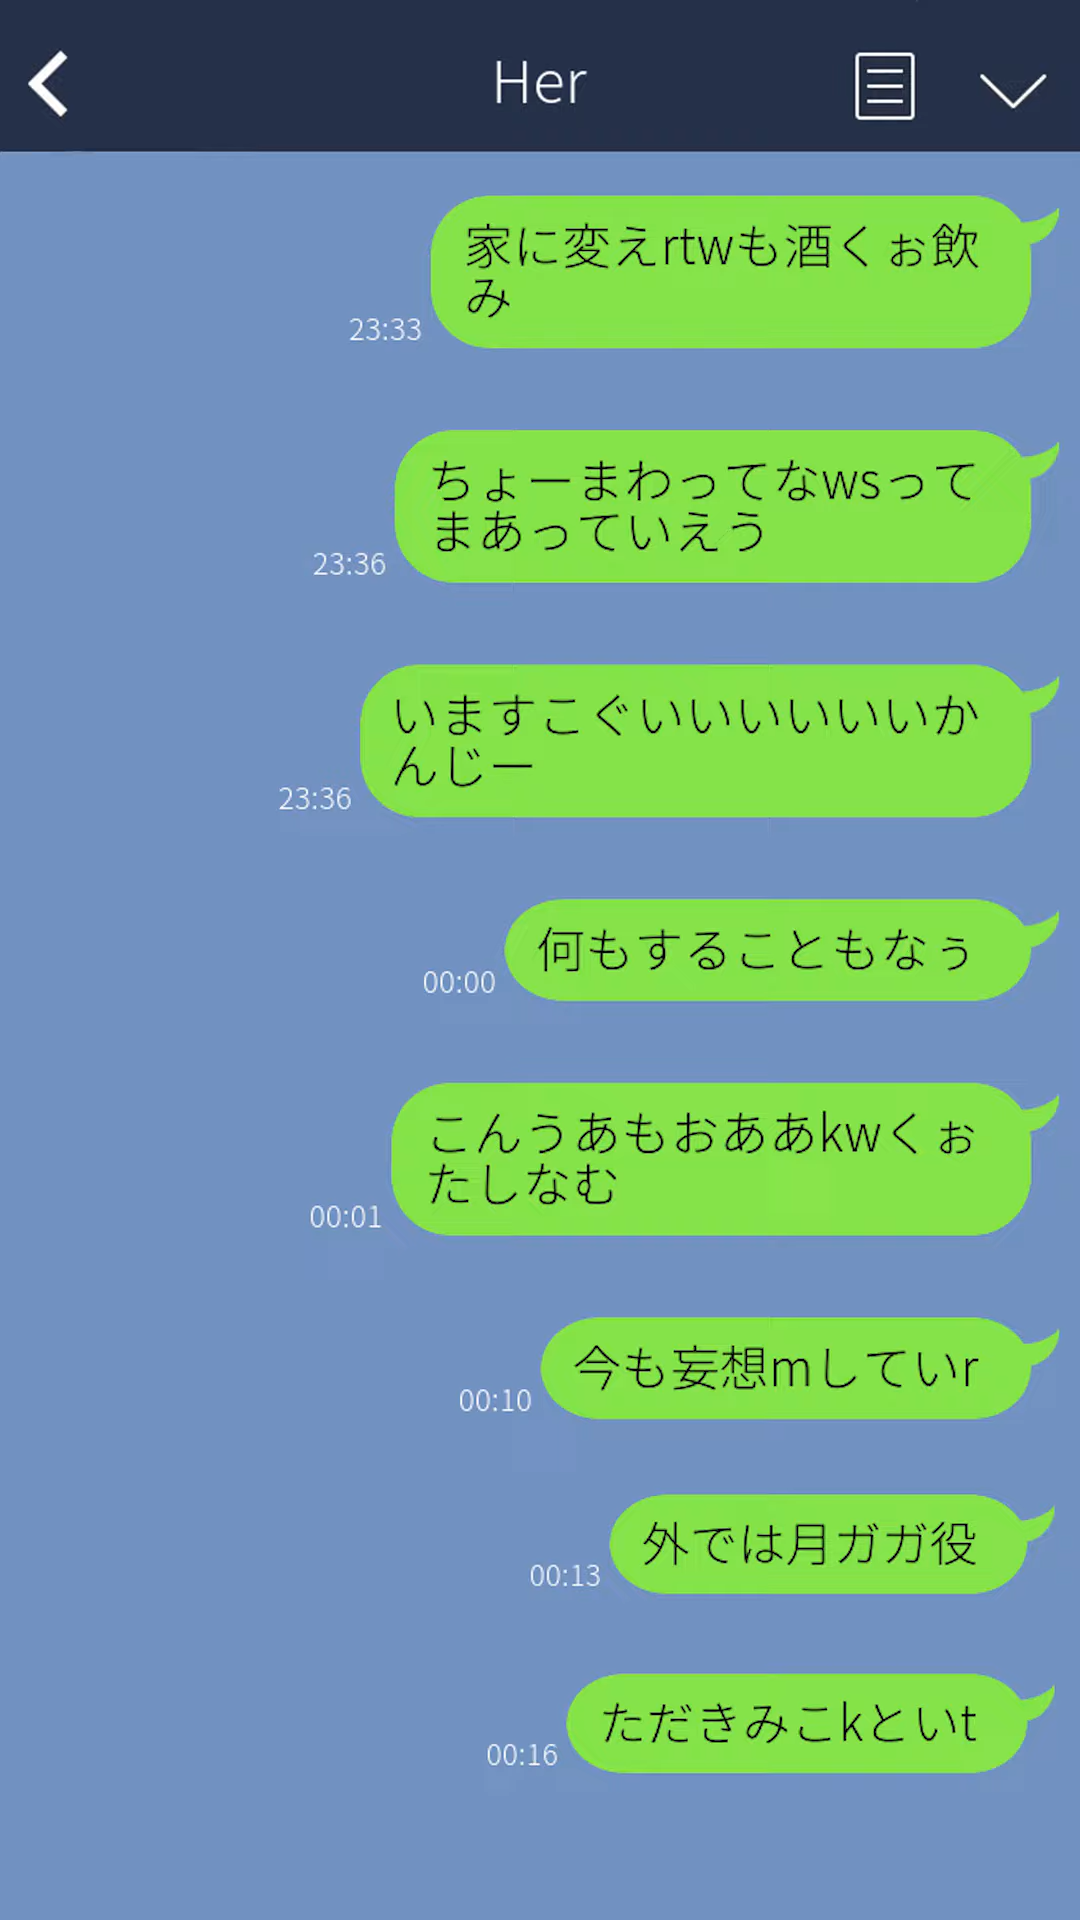 Her
家に変えrtwも酒くぉ飲
み
23:33
ちょーまわってなwsって
まあっていえう
23:36
いますこぐいいいいいいか
んじー
23:36
何もすることもなぅ
00:00
こんうあもおああkwくぉ
たしなむ
00:01
今も妄想mしていr
00:10
外では月ガガ役
00:13
ただきみこkといt
00:16